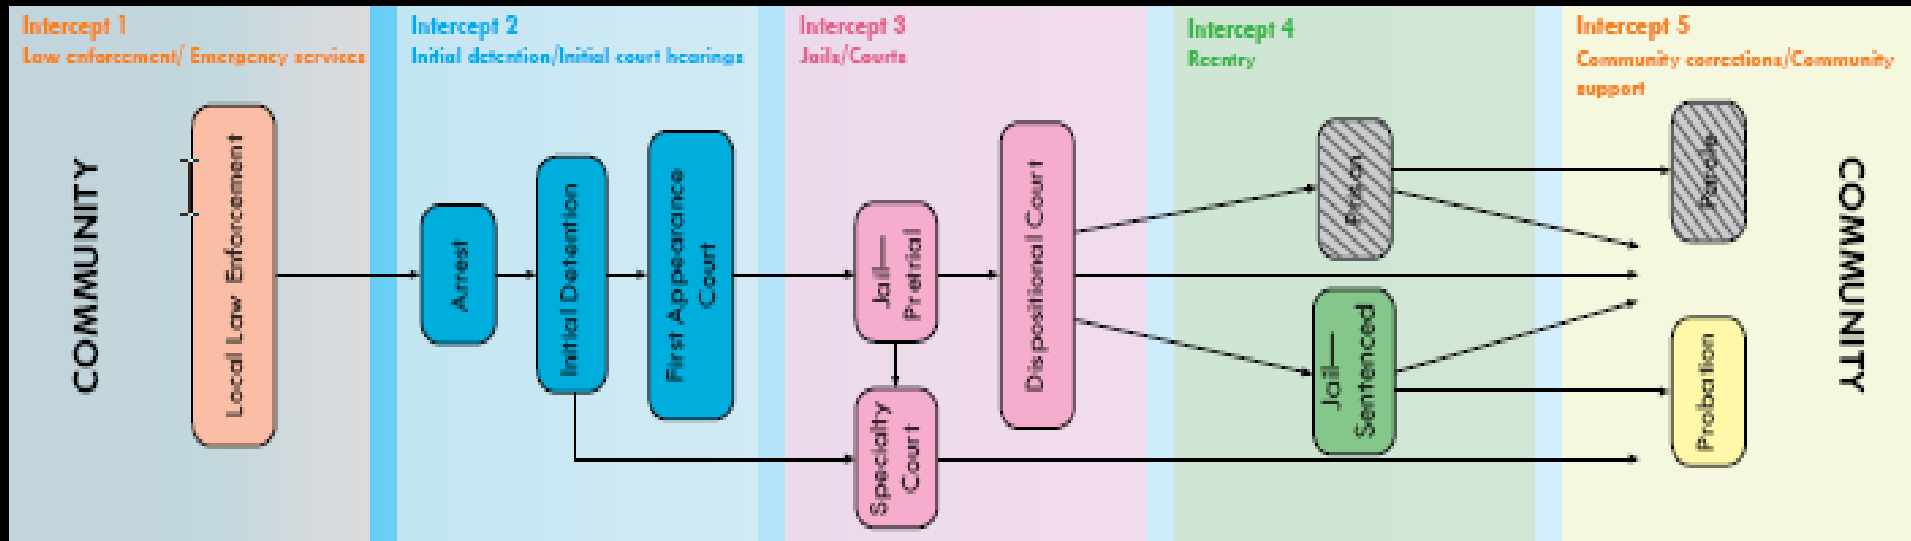 Intercept 1
Law enforcement/ Emergency services
Intercept 2
Initial detention/Initial court hearings
Intercept 3
Jails/Courts
Intercept 4
Reentry
Intercept 5
Community corrections/Community
support
COMMUNITY
Local Law Enforcement
Arrest
Initial Detention
First Appearance
Court
Jail—
Pretrial
Specialty
Court
Dispositional Court
Prison
Jail—
Sentenced
Parole
Probation
COMMUNITY